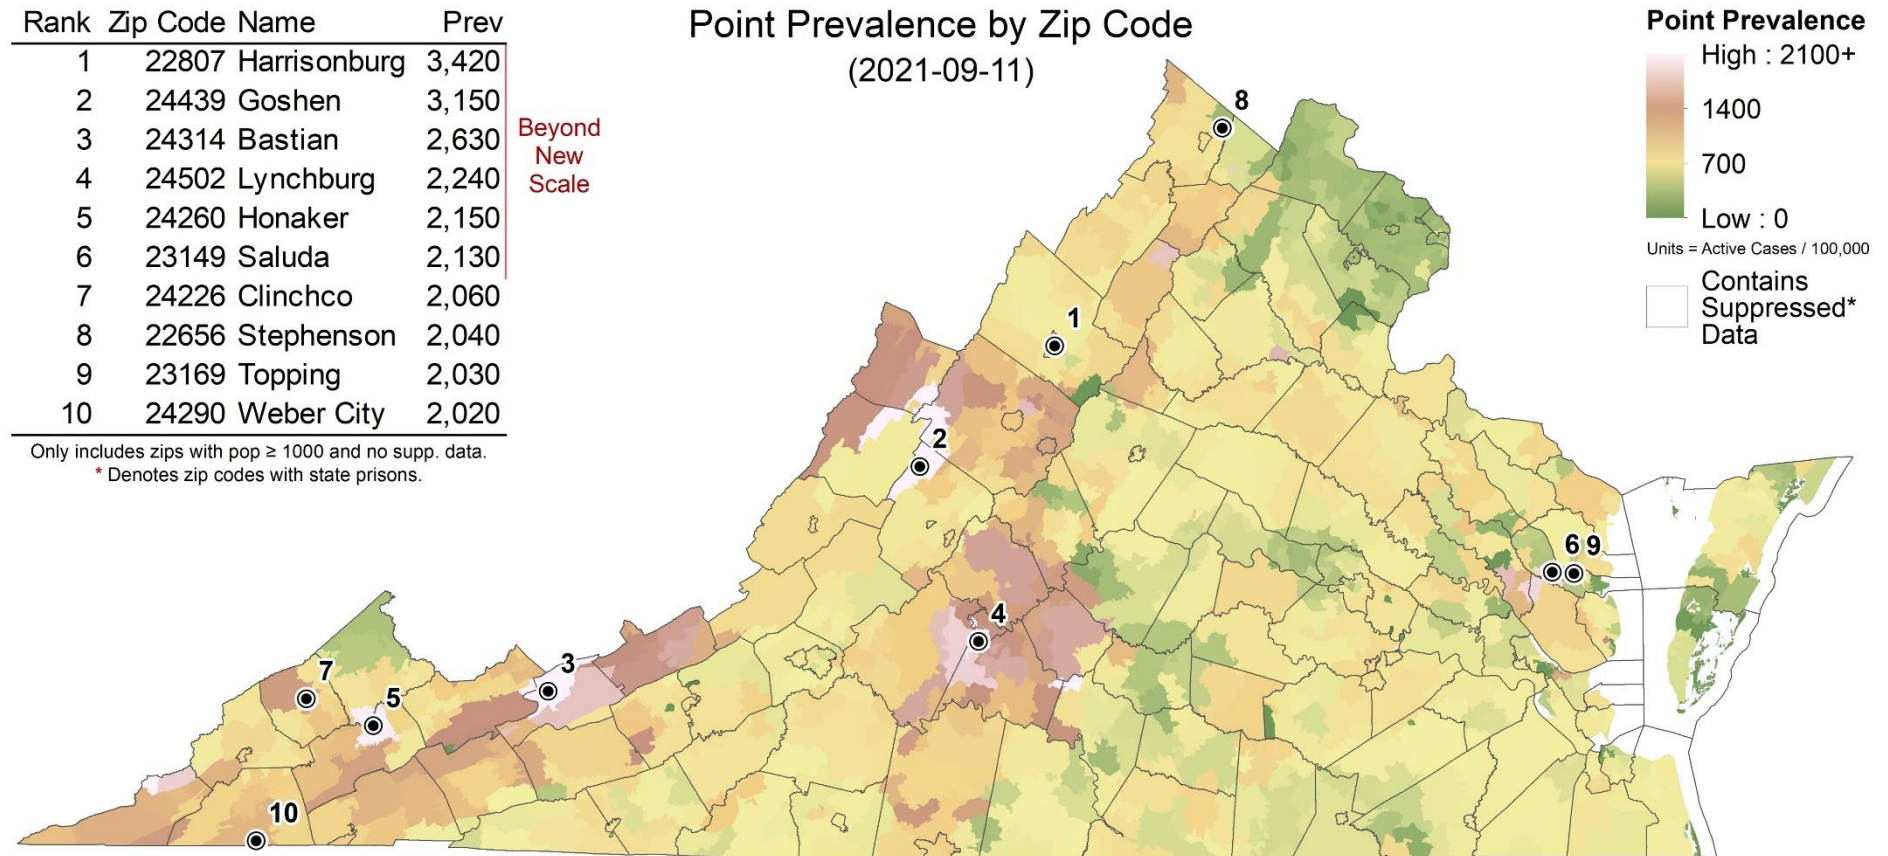 Rank Zip Code Name Prev
1 22807 Harrisonburg 3,420
2 24439 Goshen 3,150
3 24314 Bastian 2,630
4 24502 Lynchburg 2,240
5 24260 Honaker 2,150
6 23149 Saluda 2,130
7 24226 Clinchco 2,060
8 22656 Stephenson 2,040
9 23169 Topping 2,030
10 24290 Weber City 2,020
Only includes zips with pop ≥ 1000 and no supp. data.
* Denotes zip codes with state prisons.
Beyond
New
Scale
Point Prevalence by Zip Code
(2021-09-11)
Point Prevalence
High : 2100+
1400
700
Low : 0
Units = Active Cases / 100,000
Contains
Suppressed*
Data
8
1
2
6 9
4
3
7
5
10